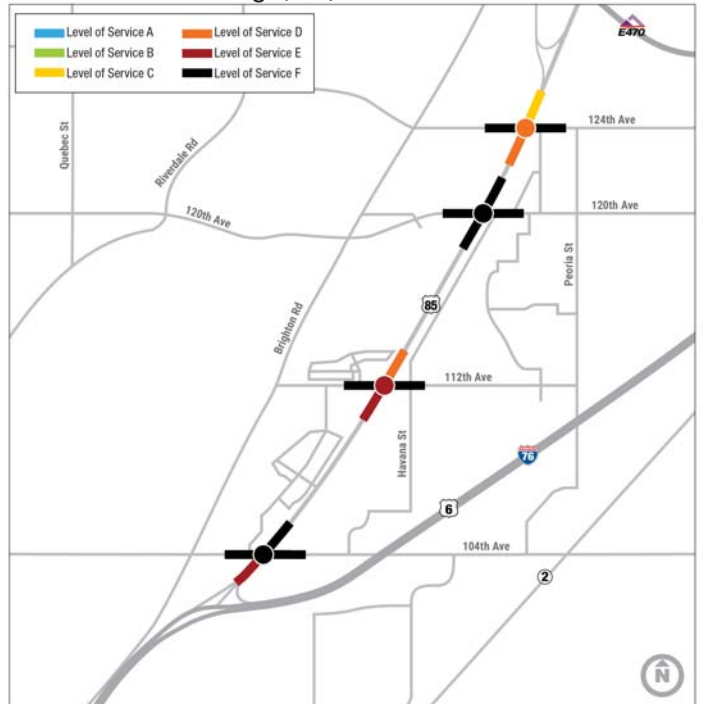 Level of Service A
Level of Service D
Level of Service B
Level of Service E
Level of Service C
Level of Service F
E470
124th Ave
Quebec St
Riverdale Rd
120th Ave
120th Ave
Peoria St
85
Brighton Rd
112th Ave
Havana St
76
6
104th Ave
2
N